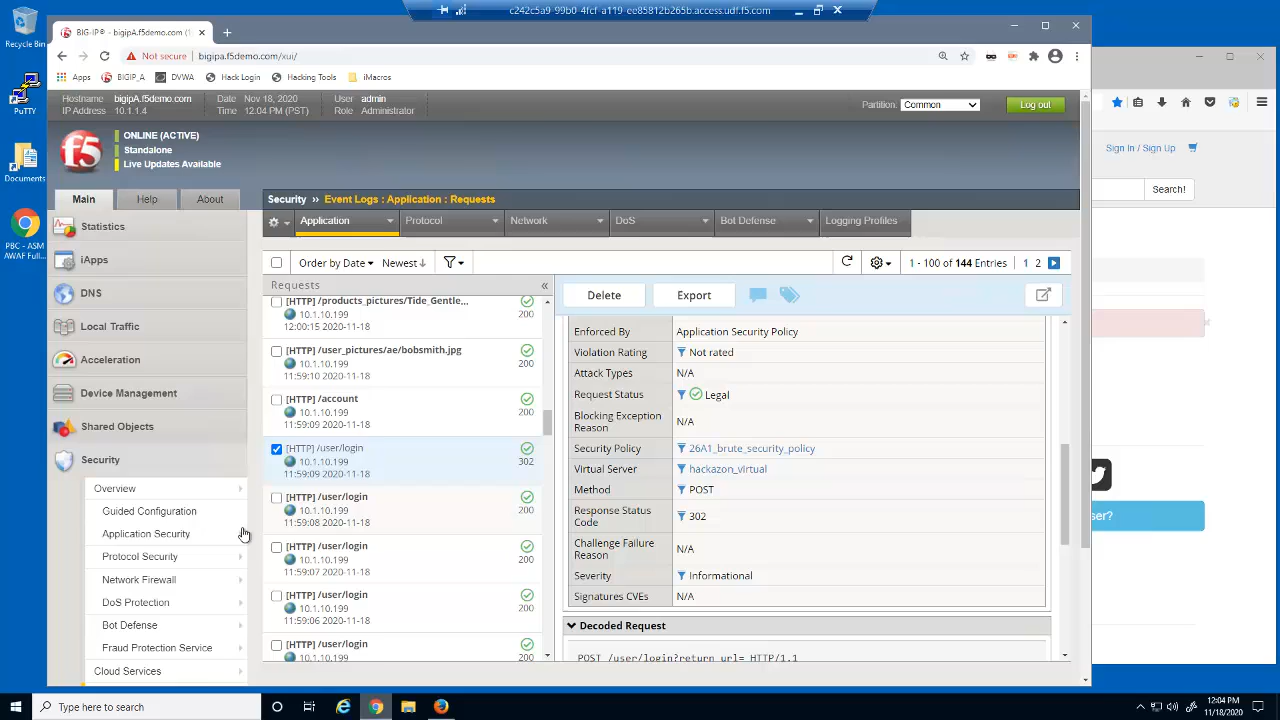 c242c5a9-99b0-4fcf-a119-ee85812b265b.access.udf.f5.com
Recycle Bin
PuTTY
Documents
PBC - ASM
AWAF Full...
BIG-IP® - bigipA.f5demo.com (1
Not secure
bigipa.f5demo.com/xui/
Apps
BIGIP_A
DVWA
Hack Login
Hacking Tools
iMacros
Hostname bigipA.f5demo.com
IP Address 10.1.1.4
Date Nov 18, 2020
Time 12:04 PM (PST)
User admin
Role Administrator
Partition: Common
Log out
f5
ONLINE (ACTIVE)
Standalone
Live Updates Available
Main
Help
About
Security » Event Logs : Application : Requests
Statistics
iApps
DNS
Local Traffic
Acceleration
Device Management
Shared Objects
Security
Overview
Guided Configuration
Application Security
Protocol Security
Network Firewall
DoS Protection
Bot Defense
Fraud Protection Service
Cloud Services
Application
Protocol
Network
DoS
Bot Defense
Logging Profiles
Order by Date
Newest
1 - 100 of 144 Entries
1 2
Requests
[HTTP] /products_pictures/Tide_Gentle...
10.1.10.199
200
12:00:15 2020-11-18
[HTTP] /user_pictures/ae/bobsmith.jpg
10.1.10.199
200
11:59:10 2020-11-18
[HTTP] /account
10.1.10.199
200
11:59:09 2020-11-18
[HTTP] /user/login
10.1.10.199
302
11:59:09 2020-11-18
[HTTP] /user/login
10.1.10.199
200
11:59:08 2020-11-18
[HTTP] /user/login
10.1.10.199
200
11:59:07 2020-11-18
[HTTP] /user/login
10.1.10.199
200
11:59:06 2020-11-18
[HTTP] /user/login
200
Delete
Export
Enforced By Application Security Policy
Violation Rating Not rated
Attack Types N/A
Request Status Legal
Blocking Exception Reason N/A
Security Policy 26A1_brute_security_policy
Virtual Server hackazon_virtual
Method POST
Response Status Code 302
Challenge Failure Reason N/A
Severity Informational
Signatures CVEs N/A
Decoded Request
POST /user/login?return_url= HTTP/1.1
Sign In / Sign Up
Search!
ser?
Type here to search
12:04 PM
11/18/2020